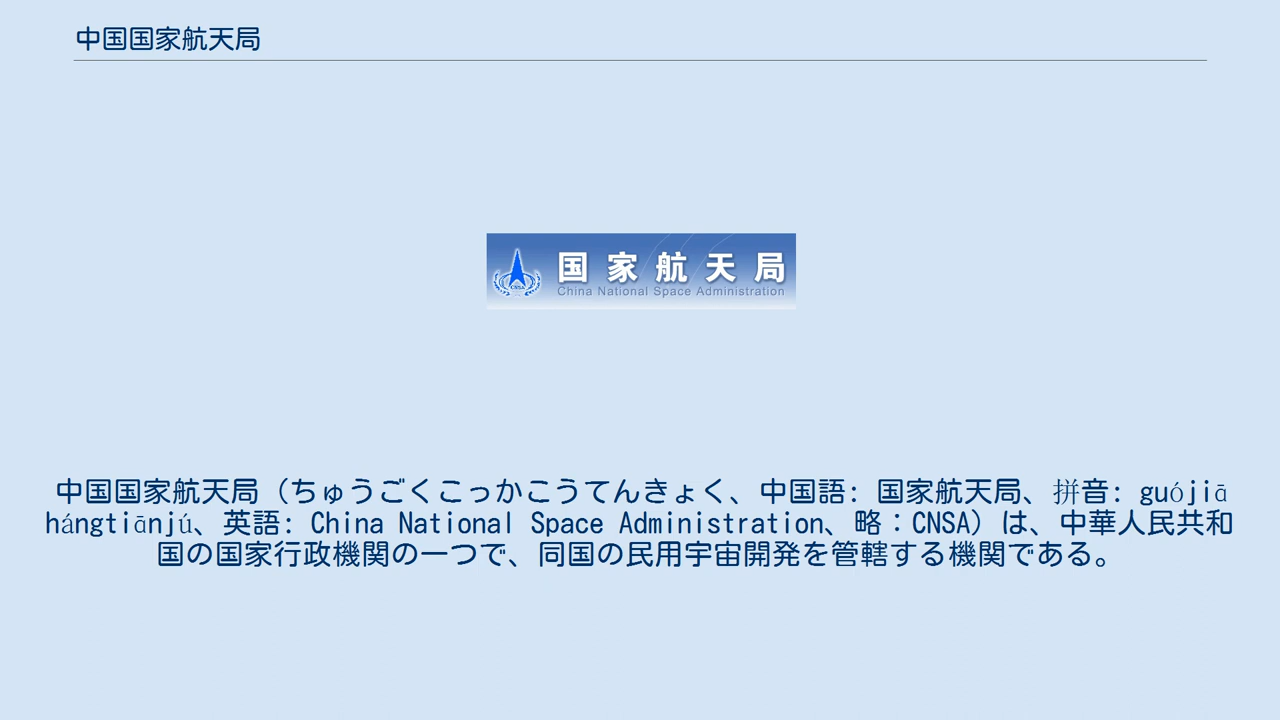 中国国家航天局
国家航天局
China National Space Administration
中国国家航天局（ちゅうごくこっかこうてんきょく、中国語: 国家航天局、拼音: guójiā
hángtiānjú、英語: China National Space Administration、略：CNSA）は、中華人民共和
国の国家行政機関の一つで、同国の民用宇宙開発を管轄する機関である。